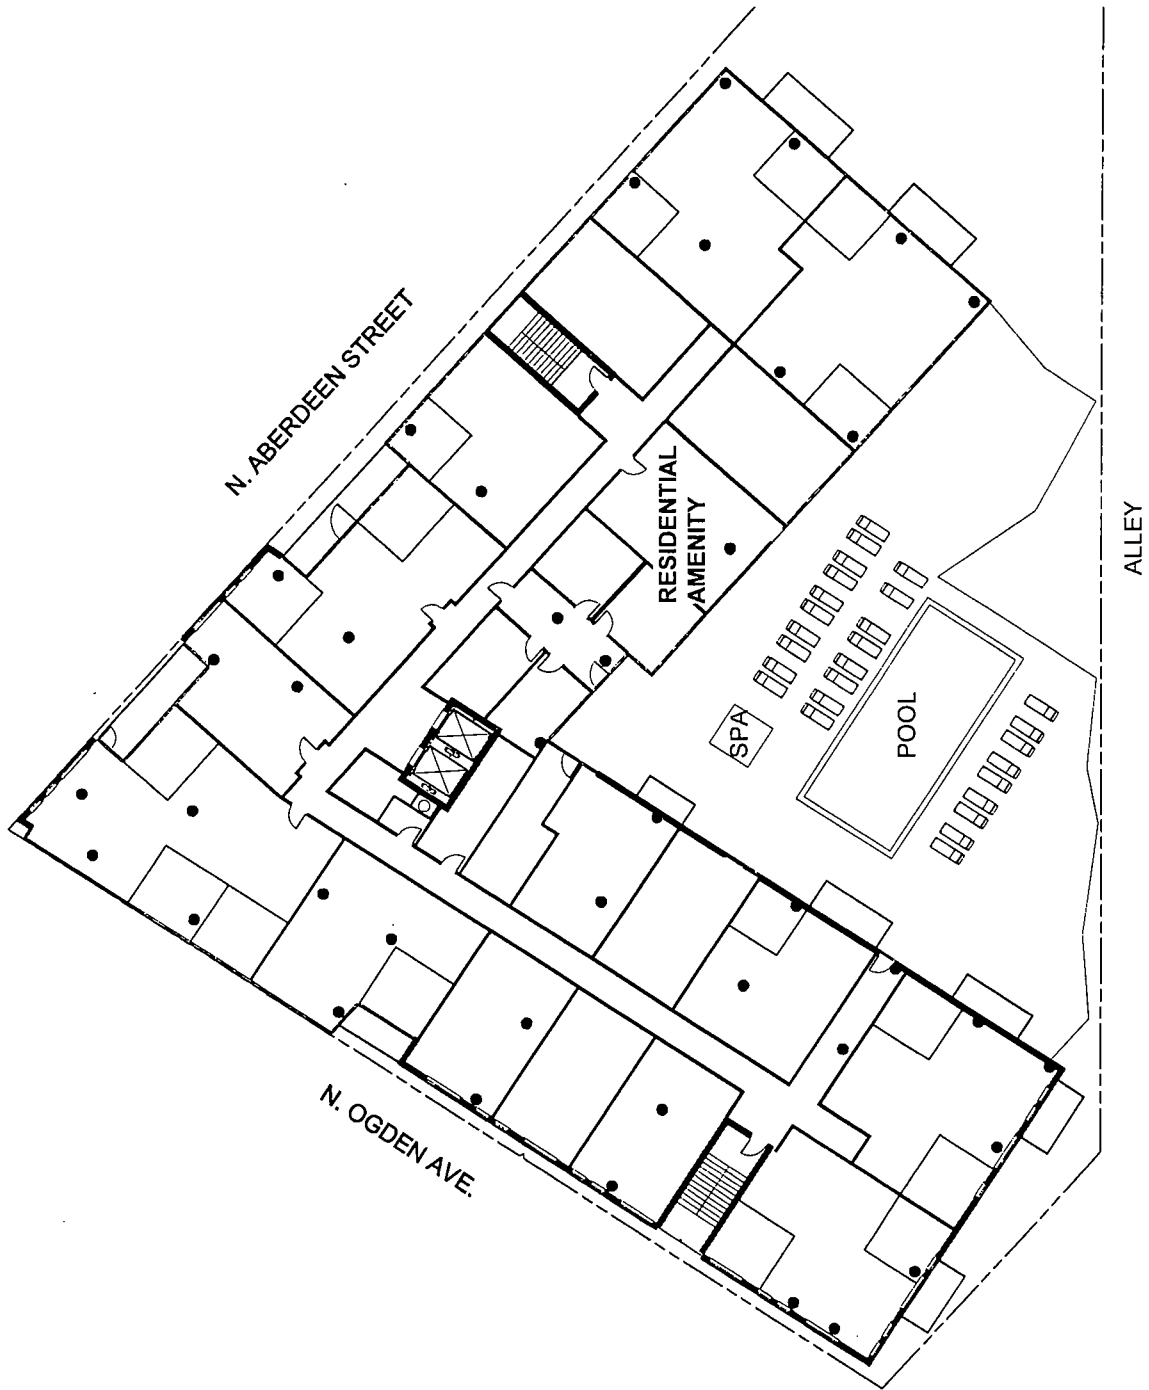 N. ABERDEEN STREET
RESIDENTIAL
AMENITY
ALLEY
SPA
POOL
N. OGDEN AVE.